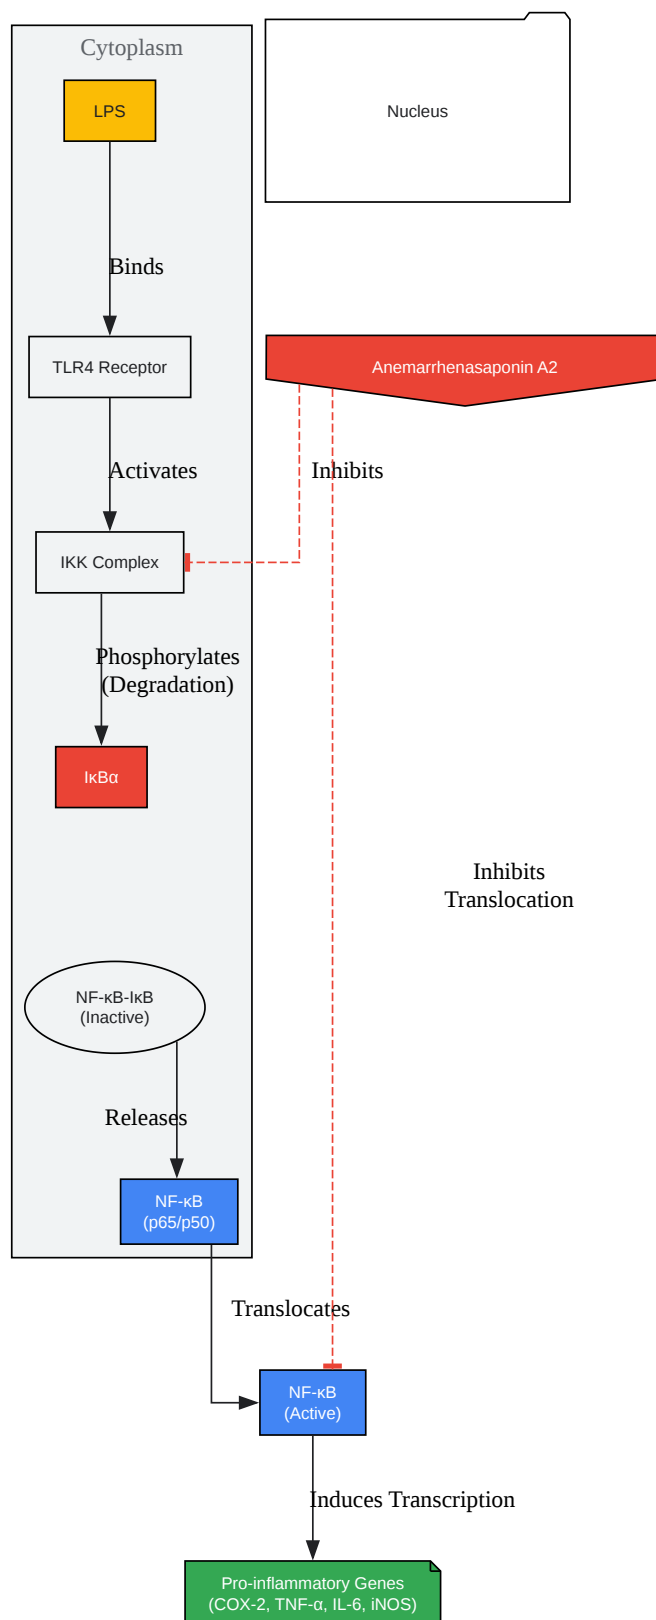 Cytoplasm
LPS
Nucleus
Binds
TLR4 Receptor
Anemarrhenasaponin A2
Activates
Inhibits
IKK Complex
Phosphorylates
(Degradation)
IκBα
Inhibits
Translocation
NF-κB-IκB
(Inactive)
Releases
NF-κB
(p65/p50)
Translocates
NF-κB
(Active)
Induces Transcription
Pro-inflammatory Genes
(COX-2, TNF-α, IL-6, iNOS)